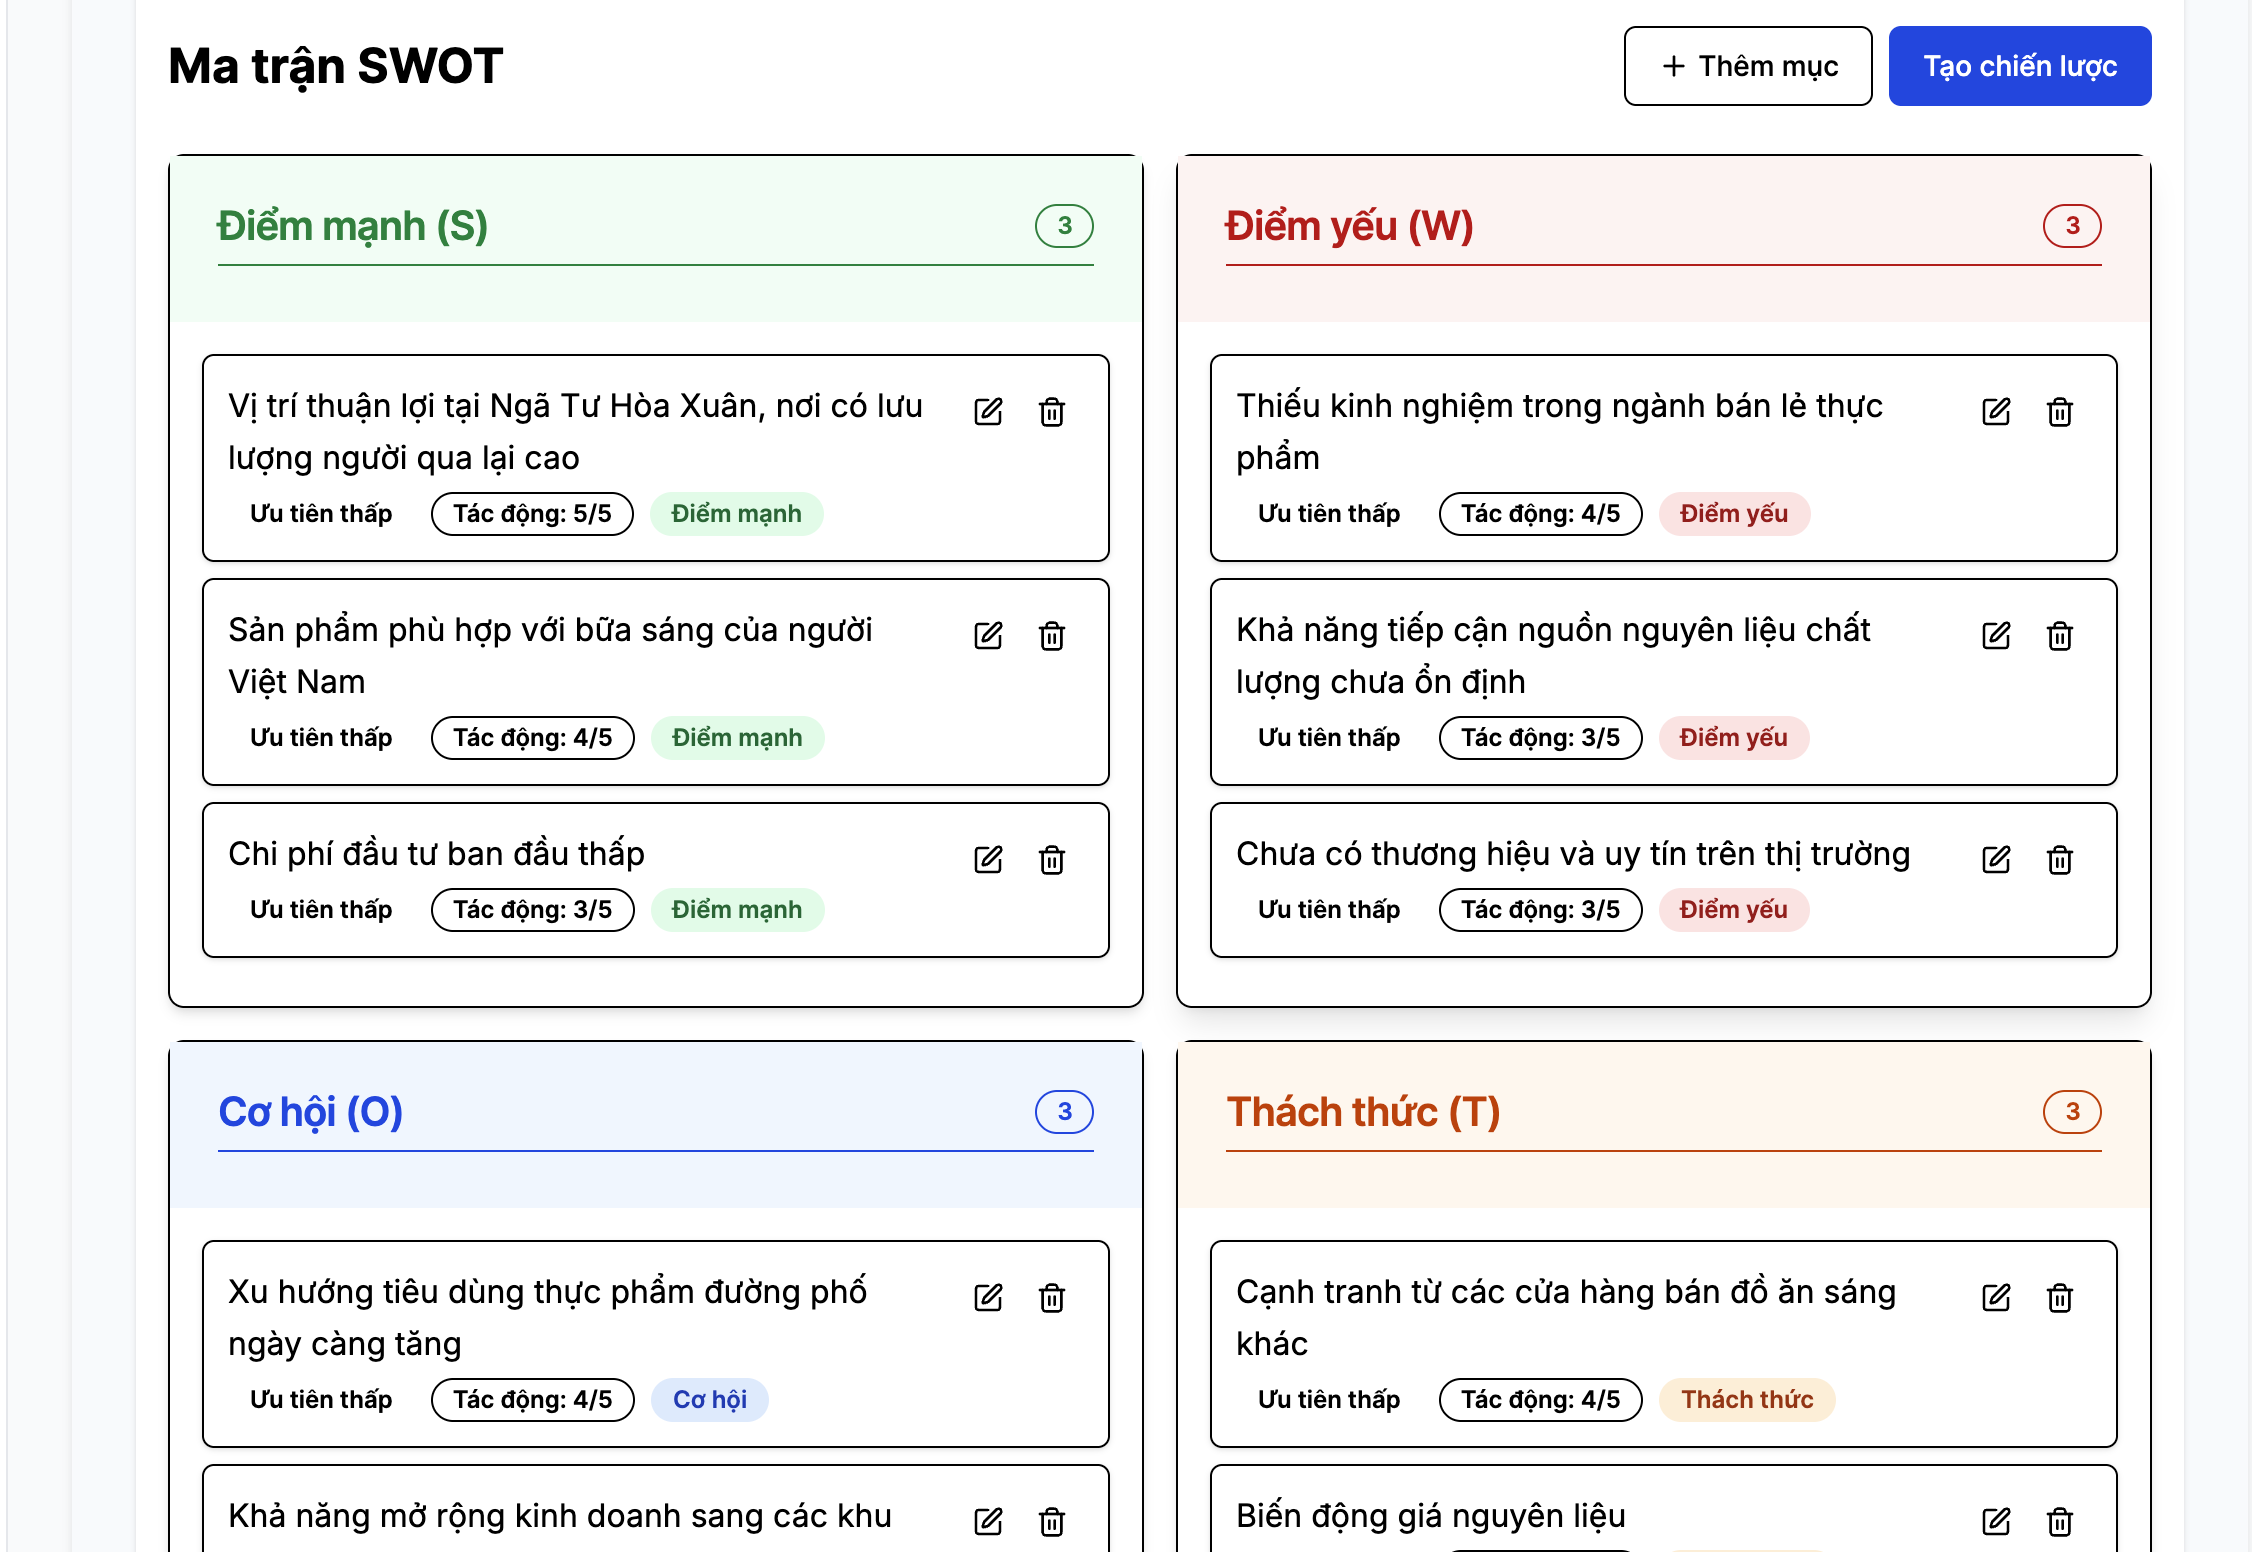 Ma trận SWOT
Thêm mục
Tạo chiến lược
Điểm mạnh (S)
3
Vị trí thuận lợi tại Ngã Tư Hòa Xuân, nơi có lưu
lượng người qua lại cao
Ưu tiên thấp
Tác động: 5/5
Điểm mạnh
Sản phẩm phù hợp với bữa sáng của người
Việt Nam
Ưu tiên thấp
Tác động: 4/5
Điểm mạnh
Chi phí đầu tư ban đầu thấp
Ưu tiên thấp
Tác động: 3/5
Điểm mạnh
Điểm yếu (W)
3
Thiếu kinh nghiệm trong ngành bán lẻ thực
phẩm
Ưu tiên thấp
Tác động: 4/5
Điểm yếu
Khả năng tiếp cận nguồn nguyên liệu chất
lượng chưa ổn định
Ưu tiên thấp
Tác động: 3/5
Điểm yếu
Chưa có thương hiệu và uy tín trên thị trường
Ưu tiên thấp
Tác động: 3/5
Điểm yếu
Cơ hội (O)
3
Xu hướng tiêu dùng thực phẩm đường phố
ngày càng tăng
Ưu tiên thấp
Tác động: 4/5
Cơ hội
Khả năng mở rộng kinh doanh sang các khu
Thách thức (T)
3
Cạnh tranh từ các cửa hàng bán đồ ăn sáng
khác
Ưu tiên thấp
Tác động: 4/5
Thách thức
Biến động giá nguyên liệu